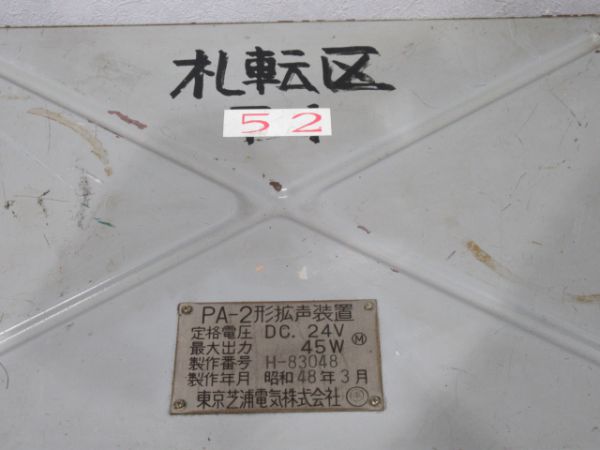 札転区
52
PA-2形拡声装置
定格電圧 DC. 24V
最大出力 45W Ⓜ
製作番号 H-83048
製作年月 昭和48年3月
東京芝浦電気株式会社